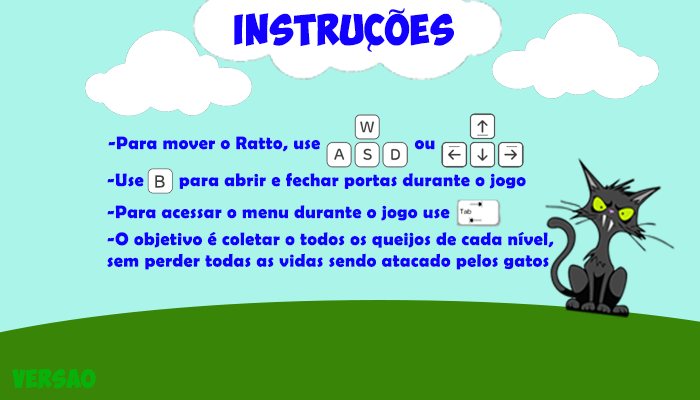 INSTRUÇÕES
-Para mover o Ratto, use W A S D ou ↑ ← ↓ →
-Use B para abrir e fechar portas durante o jogo
-Para acessar o menu durante o jogo use Tab
-O objetivo é coletar o todos os queijos de cada nível,
sem perder todas as vidas sendo atacado pelos gatos
VERSAO